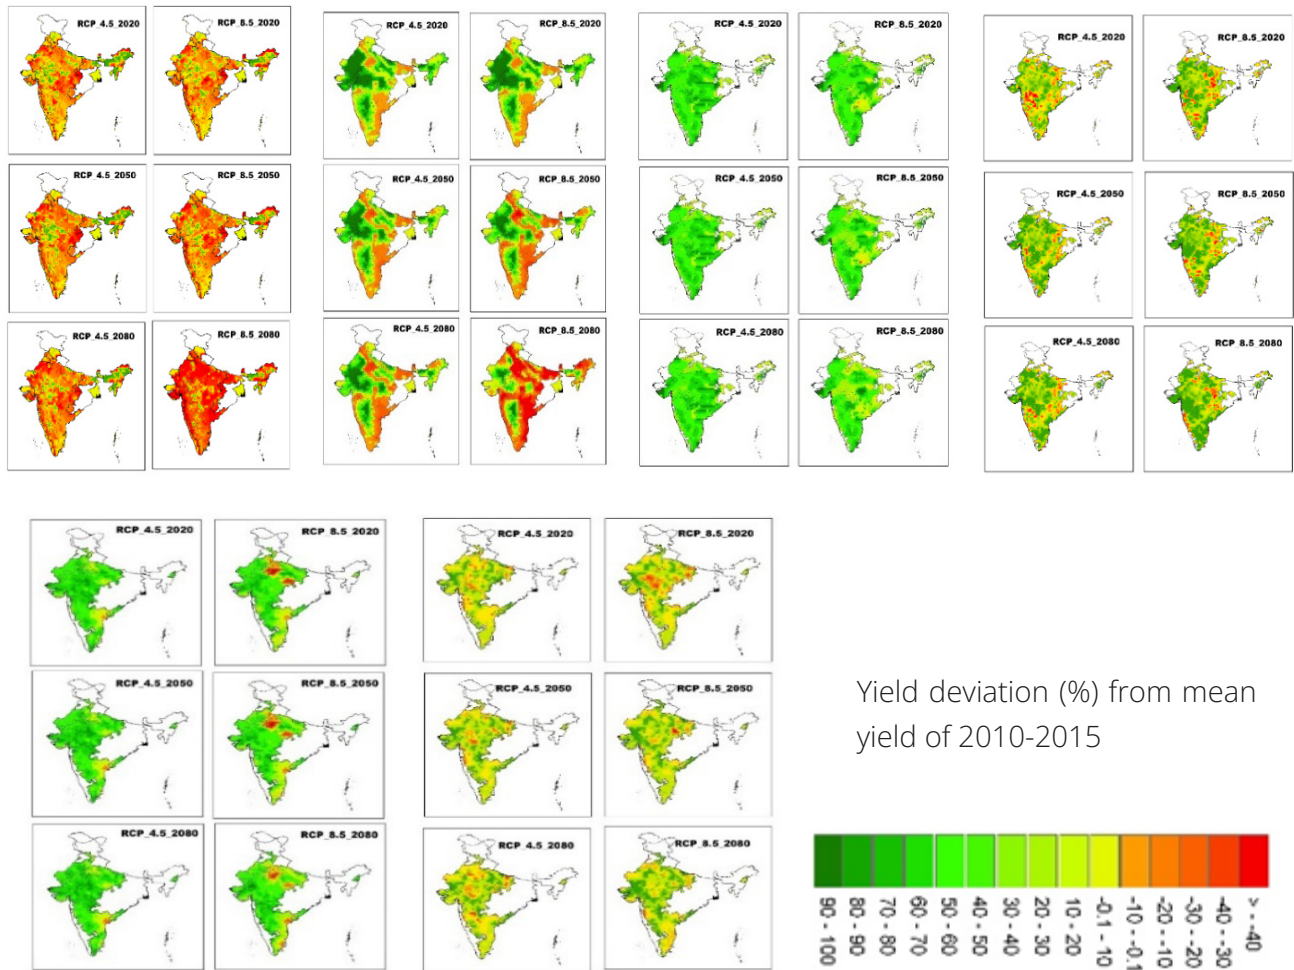 RCP_4.5_2020
RCP_8.5_2020
RCP_4.5_2020
RCP_8.5_2020
RCP_4.5_2020
RCP_8.5_2020
RCP_4.5_2020
RCP_8.5_2020
RCP_4.5_2050
RCP_8.5_2050
RCP_4.5_2050
RCP_8.5_2050
RCP_4.5_2050
RCP_8.5_2050
RCP_4.5_2050
RCP_8.5_2050
RCP_4.5_2080
RCP_8.5_2080
RCP_4.5_2080
RCP_8.5_2080
RCP_4.5_2080
RCP_8.5_2080
RCP_4.5_2080
RCP_8.5_2080
RCP_4.5_2020
RCP_8.5_2020
RCP_4.5_2020
RCP_8.5_2020
RCP_4.5_2050
RCP_8.5_2050
RCP_4.5_2050
RCP_8.5_2050
RCP_4.5_2080
RCP_8.5_2080
RCP_4.5_2080
RCP_8.5_2080
Yield deviation (%) from mean
yield of 2010-2015
90 - 100
80 - 90
70 - 80
60 - 70
50 - 60
40 - 50
30 - 40
20 - 30
10 - 20
-0.1 - 10
-10 - -0.1
-20 - -10
-30 - -20
-40 - -30
> - -40